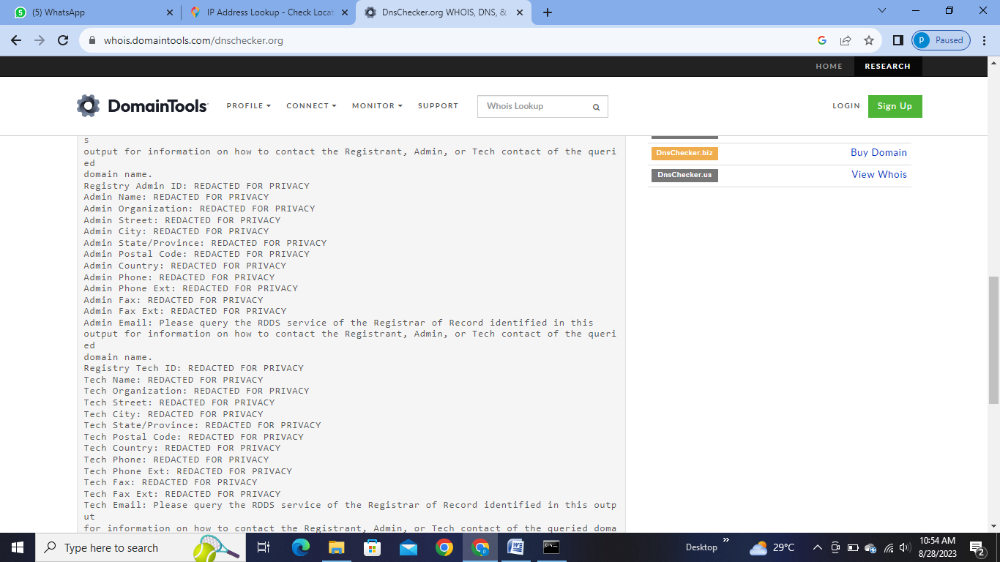 5
(5) WhatsApp
IP Address Lookup - Check Locat
DnsChecker.org WHOIS, DNS, &
whois.domaintools.com/dnschecker.org
G
p
Paused
HOME
RESEARCH
DomainTools
PROFILE
CONNECT
MONITOR
SUPPORT
Whois Lookup
LOGIN
Sign Up
s
output for information on how to contact the Registrant, Admin, or Tech contact of the queri
ed
domain name.
Registry Admin ID: REDACTED FOR PRIVACY
Admin Name: REDACTED FOR PRIVACY
Admin Organization: REDACTED FOR PRIVACY
Admin Street: REDACTED FOR PRIVACY
Admin City: REDACTED FOR PRIVACY
Admin State/Province: REDACTED FOR PRIVACY
Admin Postal Code: REDACTED FOR PRIVACY
Admin Country: REDACTED FOR PRIVACY
Admin Phone: REDACTED FOR PRIVACY
Admin Phone Ext: REDACTED FOR PRIVACY
Admin Fax: REDACTED FOR PRIVACY
Admin Fax Ext: REDACTED FOR PRIVACY
Admin Email: Please query the RDDS service of the Registrar of Record identified in this
output for information on how to contact the Registrant, Admin, or Tech contact of the queri
ed
domain name.
Registry Tech ID: REDACTED FOR PRIVACY
Tech Name: REDACTED FOR PRIVACY
Tech Organization: REDACTED FOR PRIVACY
Tech Street: REDACTED FOR PRIVACY
Tech City: REDACTED FOR PRIVACY
Tech State/Province: REDACTED FOR PRIVACY
Tech Postal Code: REDACTED FOR PRIVACY
Tech Country: REDACTED FOR PRIVACY
Tech Phone: REDACTED FOR PRIVACY
Tech Phone Ext: REDACTED FOR PRIVACY
Tech Fax: REDACTED FOR PRIVACY
Tech Fax Ext: REDACTED FOR PRIVACY
Tech Email: Please query the RDDS service of the Registrar of Record identified in this outp
ut
for information on how to contact the Registrant, Admin, or Tech contact of the queried doma
DnsChecker.biz
Buy Domain
DnsChecker.us
View Whois
Type here to search
Desktop
29°C
10:54 AM
8/28/2023
2